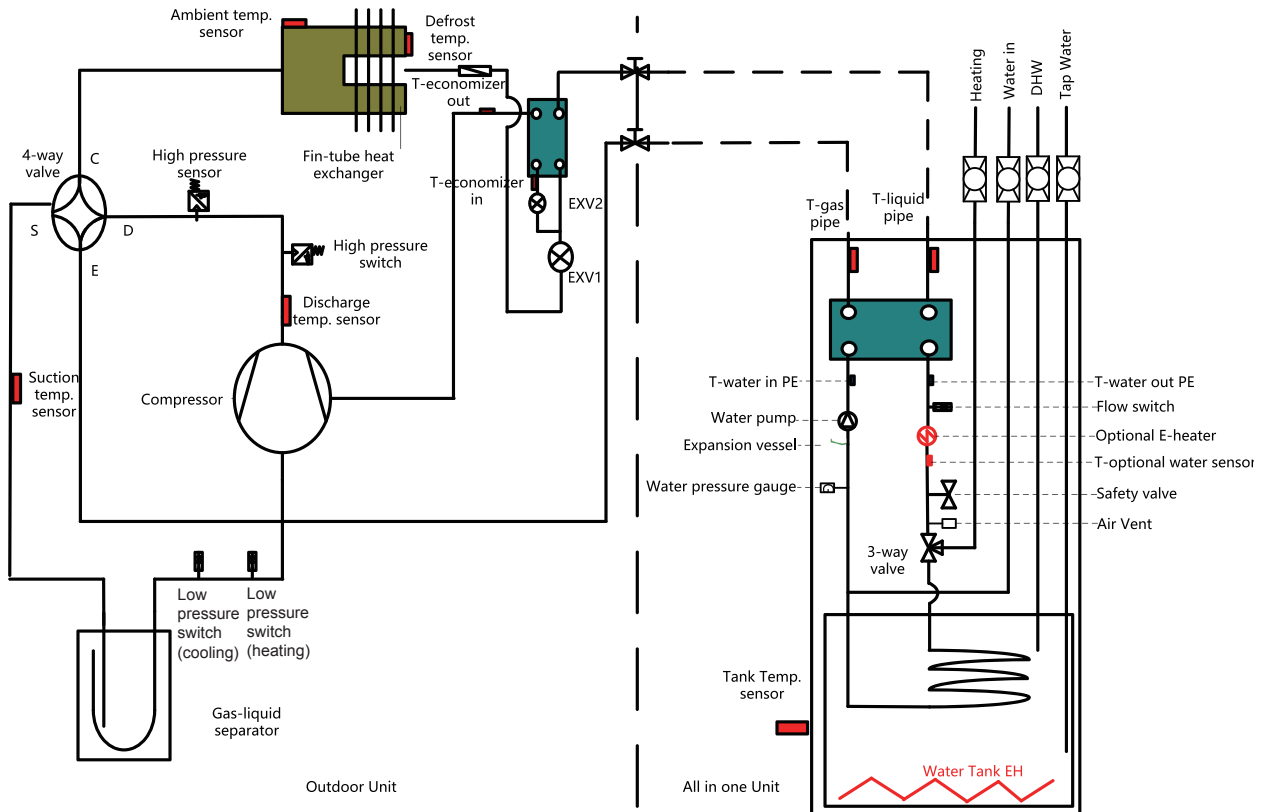 Ambient temp.
sensor
Defrost
temp.
sensor
T-economizer
out
4-way
valve
C
S
D
E
High pressure
sensor
Fin-tube heat
exchanger
T-economizer
in
EXV2
EXV1
High pressure
switch
Discharge
temp. sensor
Suction
temp.
sensor
Compressor
Low
pressure
switch
(cooling)
Low
pressure
switch
(heating)
Gas-liquid
separator
Outdoor Unit
Heating
Water in
DHW
Tap Water
T-gas
pipe
T-liquid
pipe
T-water in PE
T-water out PE
Water pump
Flow switch
Expansion vessel
Optional E-heater
T-optional water sensor
Water pressure gauge
Safety valve
Air Vent
3-way
valve
Tank Temp.
sensor
Water Tank EH
All in one Unit